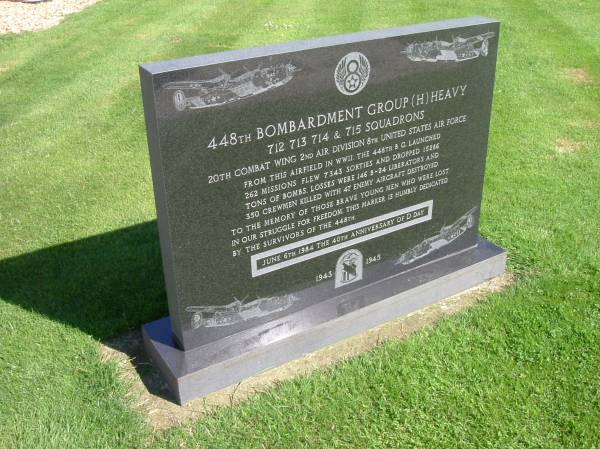 448TH BOMBARDMENT GROUP (H) HEAVY
712 713 714 & 715 SQUADRONS
20TH COMBAT WING 2ND AIR DIVISION 8TH UNITED STATES AIR FORCE
FROM THIS AIRFIELD IN WWII. THE 448TH B G. LAUNCHED
262 MISSIONS FLEW 7343 SORTIES AND DROPPED 15286
TONS OF BOMBS. LOSSES WERE 146 B-24 LIBERATORS AND
350 CREWMEN KILLED WITH 47 ENEMY AIRCRAFT DESTROYED
TO THE MEMORY OF THOSE BRAVE YOUNG MEN WHO WERE LOST
IN OUR STRUGGLE FOR FREEDOM. THIS MARKER IS HUMBLY DEDICATED
BY THE SURVIVORS OF THE 448TH
JUNE 6TH 1984 THE 40TH ANNIVERSARY OF D DAY
1943 1945